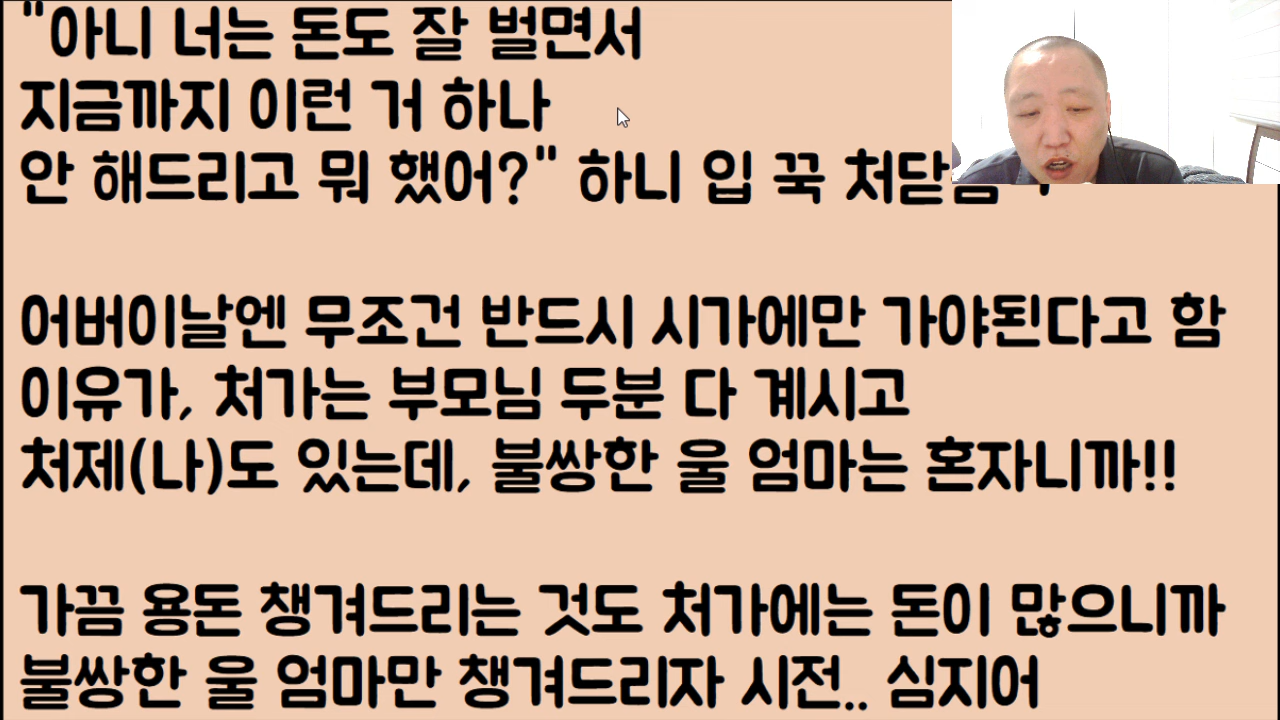 "아니 너는 돈도 잘 벌면서
지금까지 이런 거 하나
안 해드리고 뭐 했어?" 하니 입 꾹 처닫
어버이날엔 무조건 반드시 시가에만 가야된다고 함
이유가, 처가는 부모님 두분 다 계시고
처제(나)도 있는데, 불쌍한 울 엄마는 혼자니까!!
가끔 용돈 챙겨드리는 것도 처가에는 돈이 많으니까
불쌍한 울 엄마만 챙겨드리자 시전.. 심지어